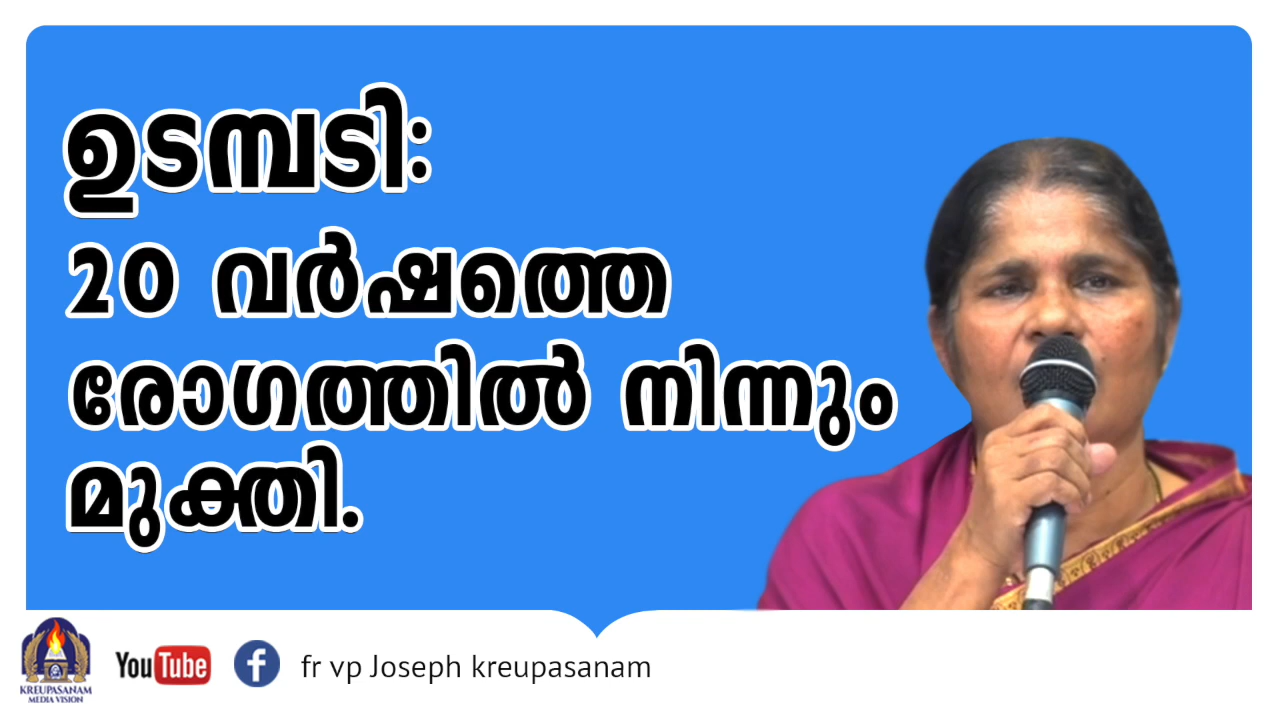 ഉടമ്പടി:
20 വർഷത്തെ
രോഗത്തിൽ നിന്നും
മുക്തി.
KREUPASANAM
MEDIA VISION
YouTube
f
fr vp Joseph kreupasanam